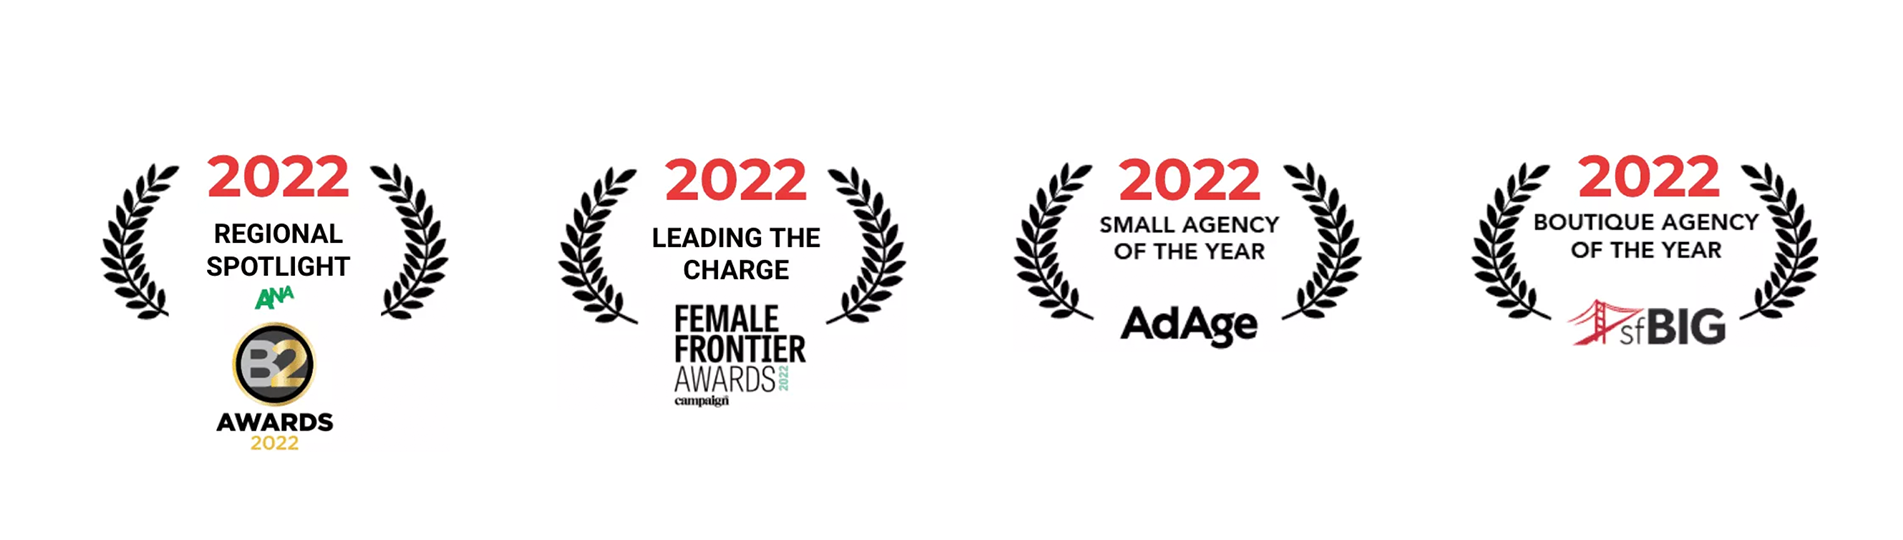 2022
REGIONAL
SPOTLIGHT
ANA
B2
AWARDS
2022
2022
LEADING THE
CHARGE
FEMALE
FRONTIER
AWARDS 2022
campaign
2022
SMALL AGENCY
OF THE YEAR
AdAge
2022
BOUTIQUE AGENCY
OF THE YEAR
sfBIG